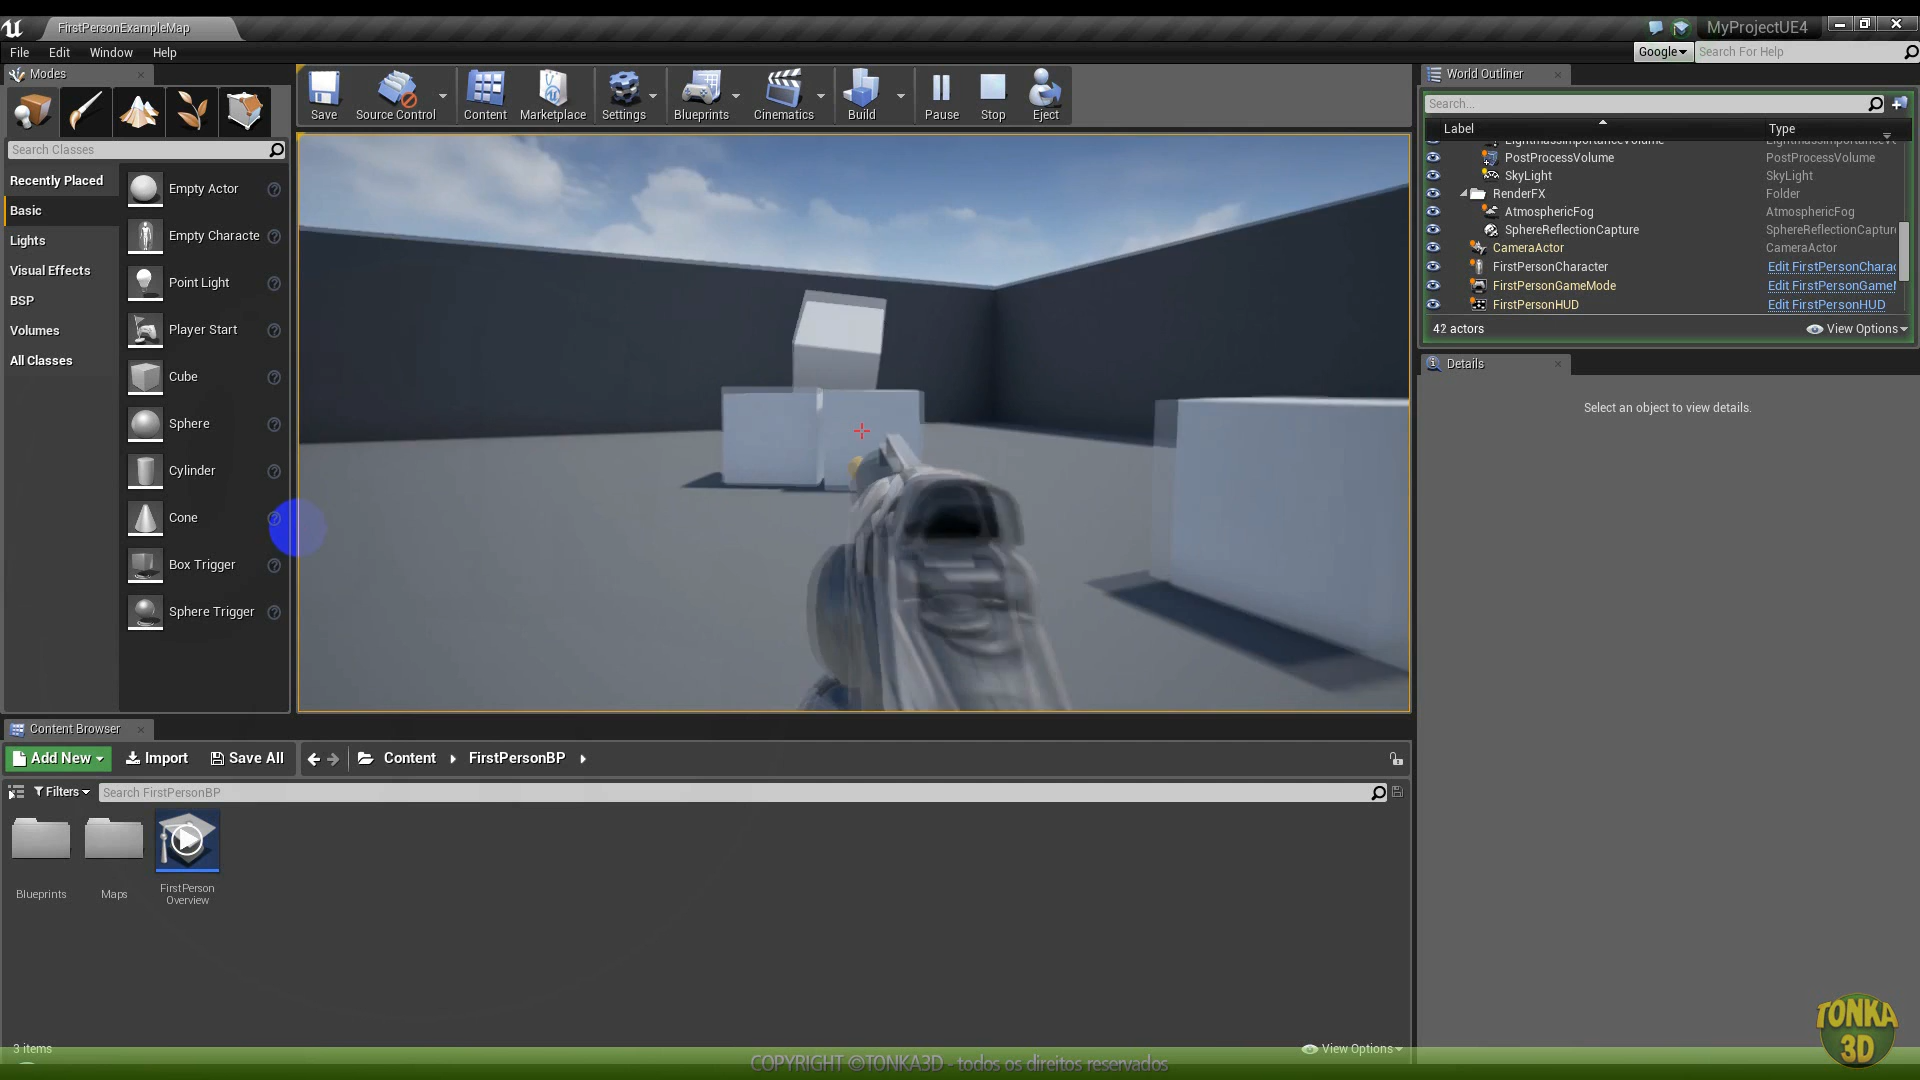 FirstPersonExampleMap
MyProjectUE4
File Edit Window Help
Google
Search For Help
Modes
Search Classes
Recently Placed
Basic
Lights
Visual Effects
BSP
Volumes
All Classes
Empty Actor
Empty Characte
Point Light
Player Start
Cube
Sphere
Cylinder
Cone
Box Trigger
Sphere Trigger
Save Source Control Content Marketplace Settings Blueprints Cinematics Build Pause Stop Eject
World Outliner
Search...
Label Type
PostProcessVolume PostProcessVolume
SkyLight SkyLight
RenderFX Folder
AtmosphericFog AtmosphericFog
SphereReflectionCapture SphereReflectionCaptur
CameraActor CameraActor
FirstPersonCharacter Edit FirstPersonCharac
FirstPersonGameMode Edit FirstPersonGame
FirstPersonHUD Edit FirstPersonHUD
42 actors View Options
Details
Select an object to view details.
Content Browser
Add New Import Save All Content FirstPersonBP
Filters Search FirstPersonBP
Blueprints
Maps
FirstPerson
Overview
3 items View Options
TONKA
3D
COPYRIGHT ©TONKA3D - todos os direitos reservados